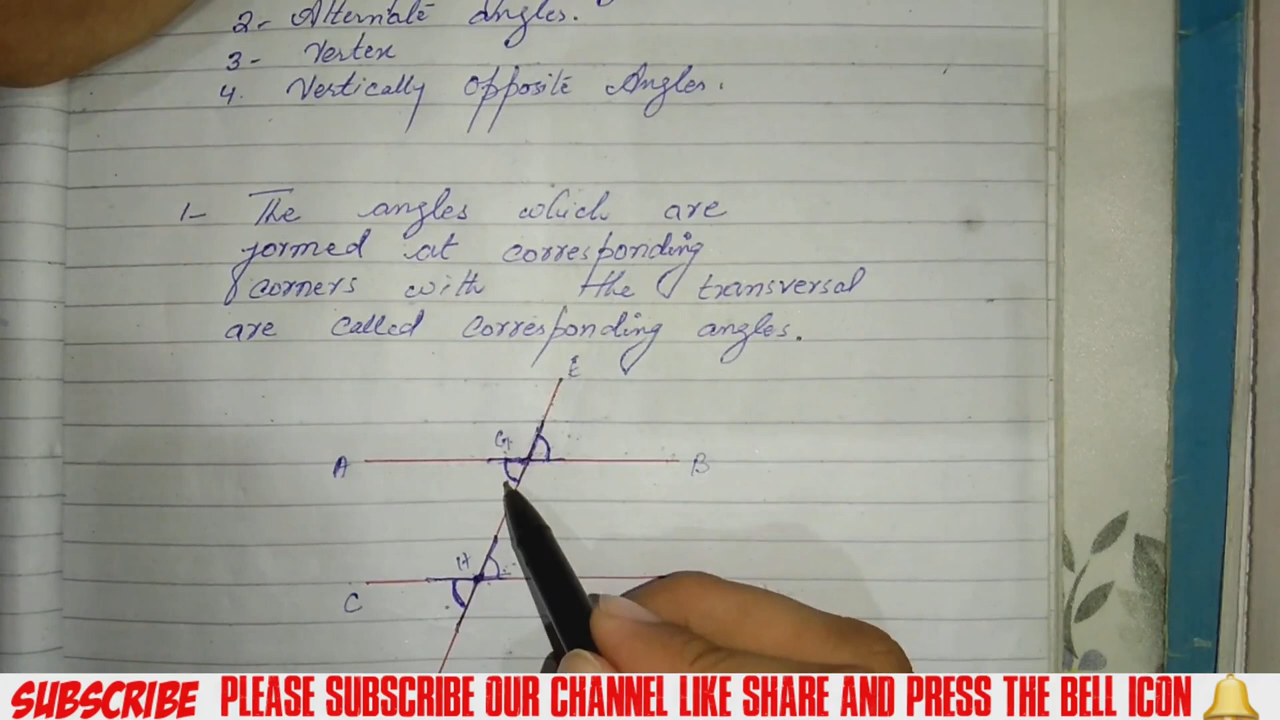 2- Alternate angles.
3- Vertex
4. Vertically opposite Angles.
1- The angles which are
formed at corresponding
corners with the transversal
are called corresponding angles.
E
G
A B
H
C
SUBSCRIBE PLEASE SUBSCRIBE OUR CHANNEL LIKE SHARE AND PRESS THE BELL ICON